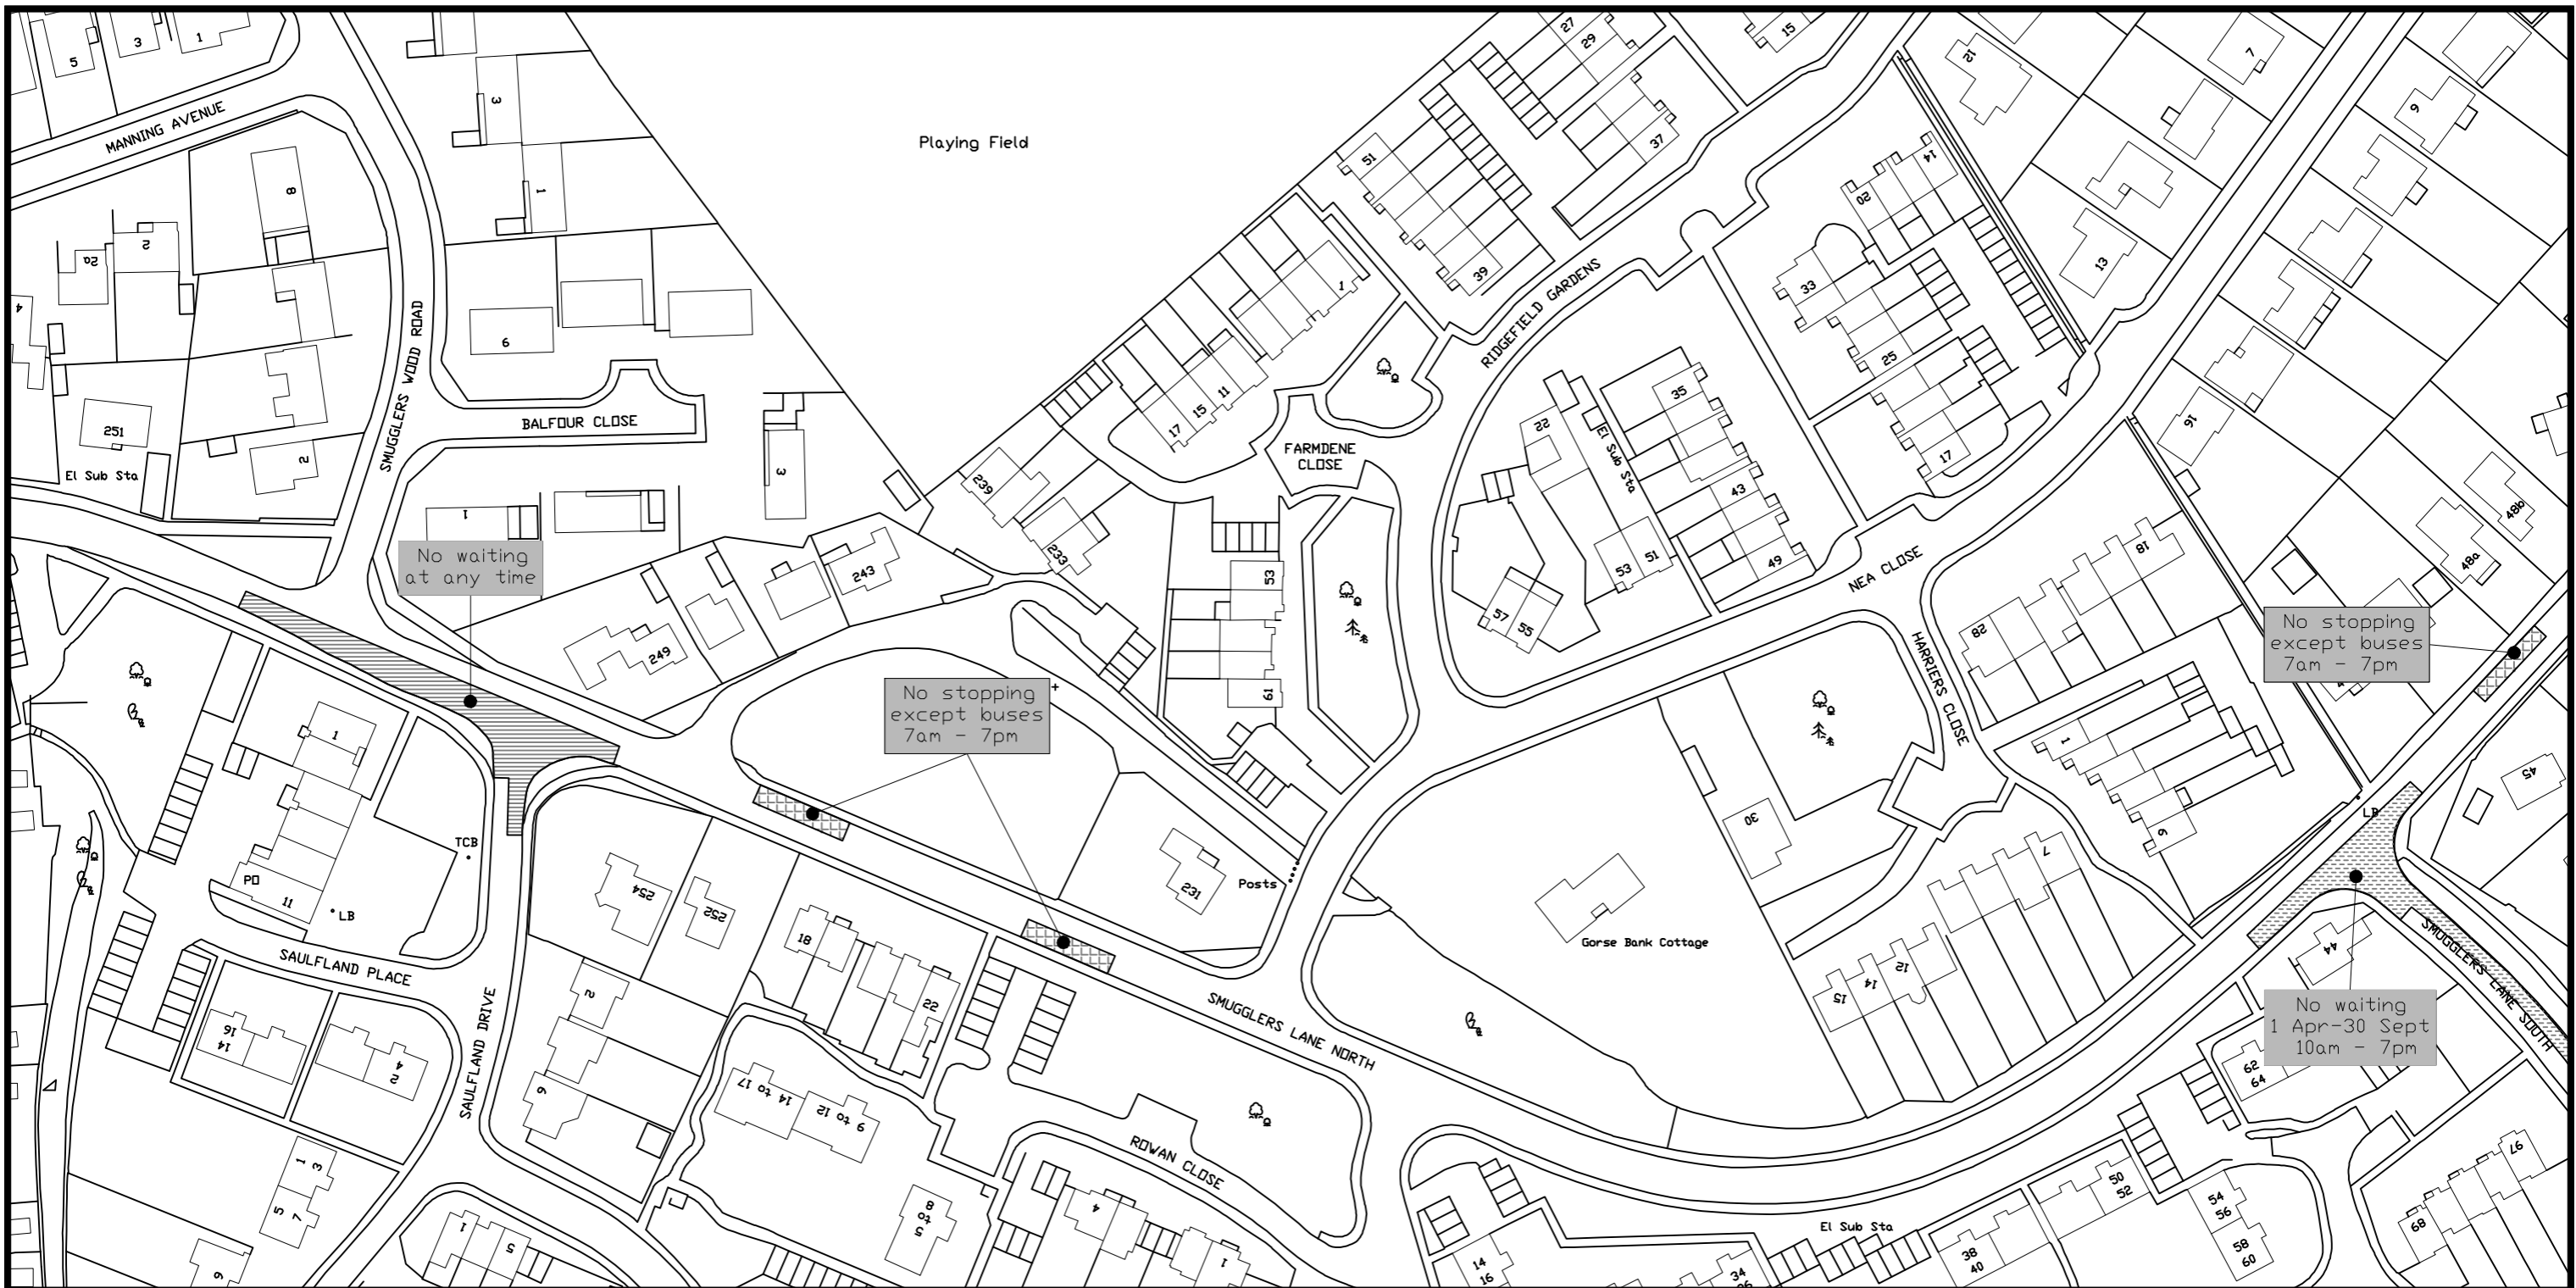 5
3
1
MANNING AVENUE
3
1
8
2
2a
4
251
El Sub Sta
2
SMUGGLERS WOOD ROAD
6
BALFOUR CLOSE
1
3
Playing Field
27
29
15
37
51
39
1
11
15
17
RIDGEFIELD GARDENS
FARMDENE
CLOSE
239
233
243
249
53
61
12
7
9
14
20
33
25
17
13
16
35
22
El Sub Sta
43
49
53
51
57
55
NEA CLOSE
HARRIERS CLOSE
18
28
48b
48a
45
1
9
7
30
12
14
15
Gorse Bank Cottage
No waiting
at any time
No stopping
except buses
7am - 7pm
No stopping
except buses
7am - 7pm
No waiting
1 Apr-30 Sept
10am - 7pm
LB
44
SMUGGLERS LANE SOUTH
62
64
1
TCB
PO
11
LB
SAULFLAND PLACE
SAULFLAND DRIVE
16
14
4
2
1
3
5
7
9
254
252
2
6
18
22
231
Posts
SMUGGLERS LANE NORTH
14 to 17
9 to 12
5
to
8
ROWAN CLOSE
4
1
1
5
14
16
34
El Sub Sta
38
40
50
52
54
56
58
60
68
97